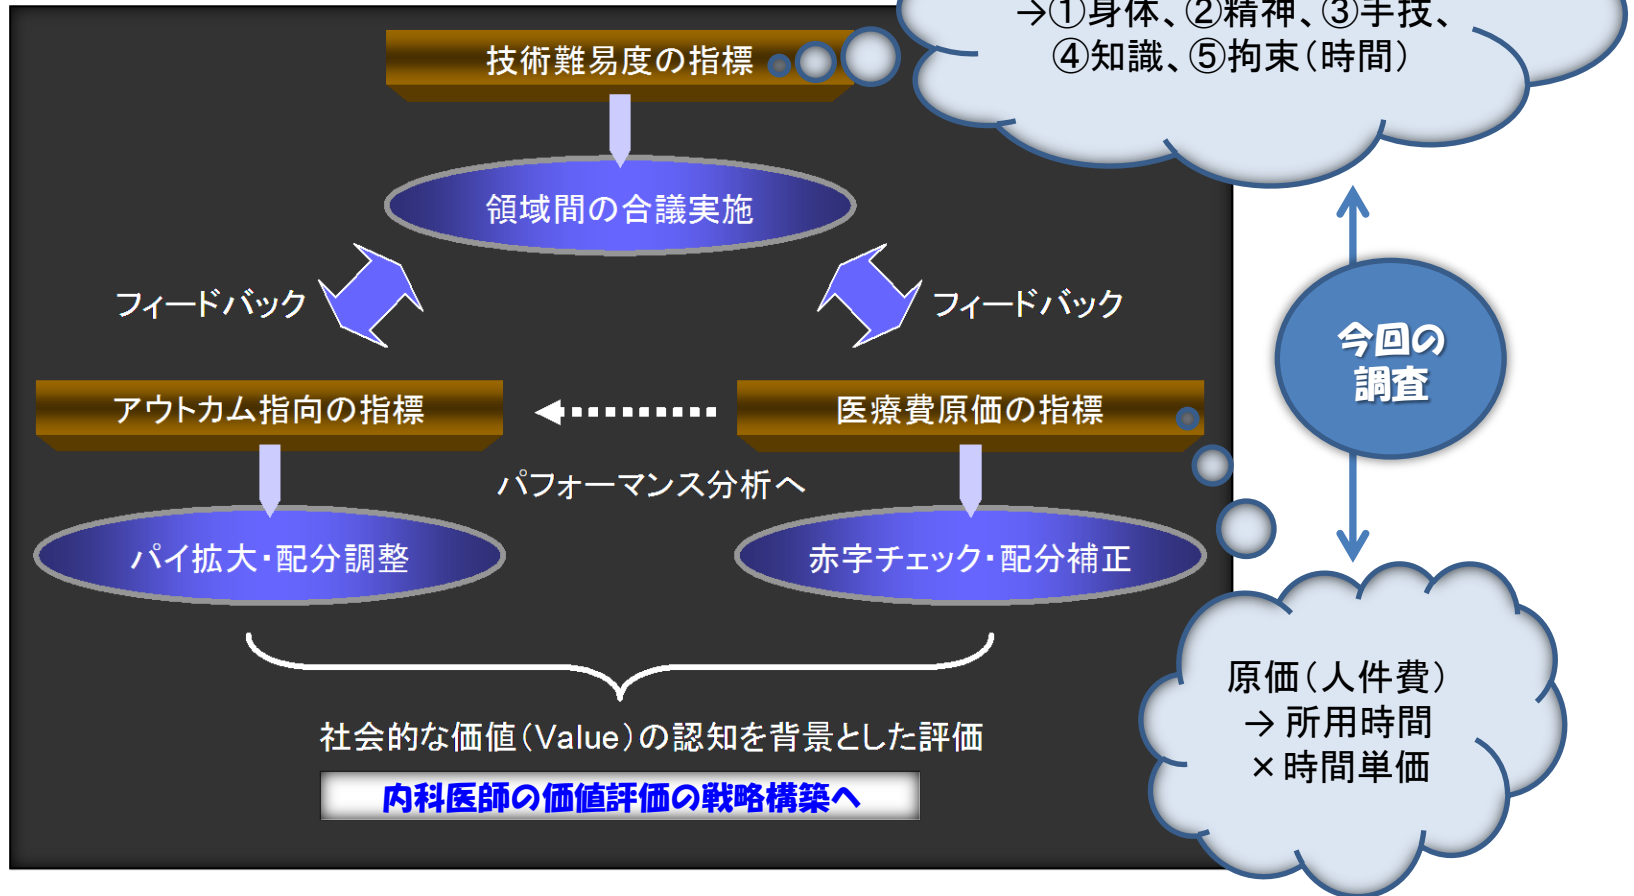 →①身体、②精神、③手技、
④知識、⑤拘束（時間）
技術難易度の指標
領域間の合議実施
フィードバック
フィードバック
今回の
調査
アウトカム指向の指標
医療費原価の指標
パフォーマンス分析へ
パイ拡大・配分調整
赤字チェック・配分補正
原価（人件費）
→ 所用時間
×時間単価
社会的な価値（Value）の認知を背景とした評価
内科医師の価値評価の戦略構築へ